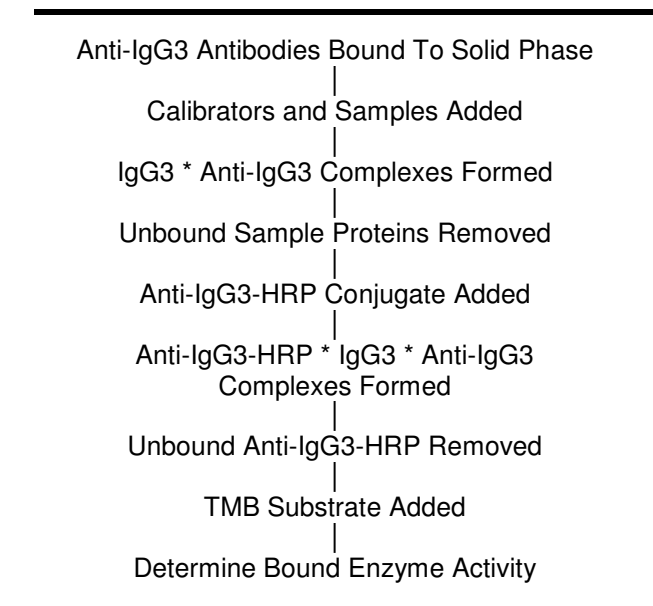 Anti-IgG3 Antibodies Bound To Solid Phase
Calibrators and Samples Added
IgG3 * Anti-IgG3 Complexes Formed
Unbound Sample Proteins Removed
Anti-IgG3-HRP Conjugate Added
Anti-IgG3-HRP * IgG3 * Anti-IgG3
Complexes Formed
Unbound Anti-IgG3-HRP Removed
TMB Substrate Added
Determine Bound Enzyme Activity